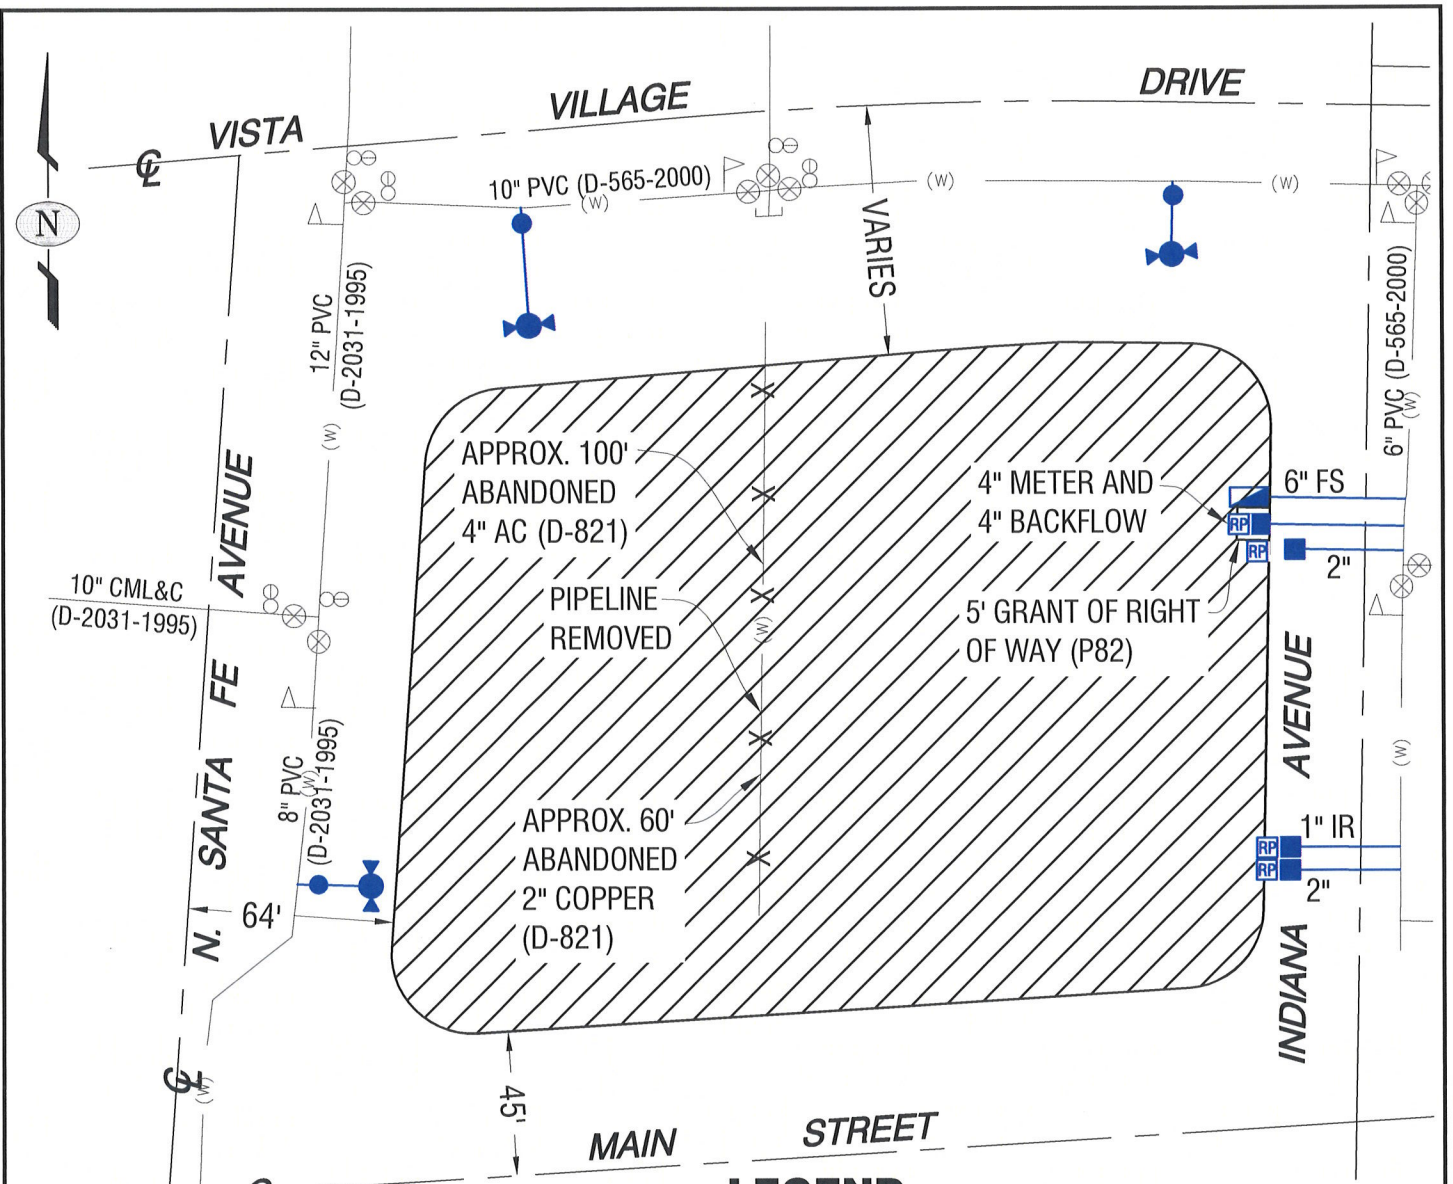 VISTA VILLAGE DRIVE
℄
N
10" PVC (D-565-2000)
(W)
(W)
(W)
VARIES
12" PVC
(D-2031-1995)
(W)
6" PVC (D-565-2000)
(W)
APPROX. 100'
ABANDONED
4" AC (D-821)
4" METER AND
4" BACKFLOW
6" FS
RP
RP
2"
10" CML&C
(D-2031-1995)
PIPELINE
REMOVED
(W)
5' GRANT OF RIGHT
OF WAY (P82)
N. SANTA FE AVENUE
8" PVC
(D-2031-1995)
(W)
INDIANA AVENUE
(W)
APPROX. 60'
ABANDONED
2" COPPER
(D-821)
1" IR
RP
RP
2"
64'
℄
(W)
45'
MAIN STREET
LEGEND